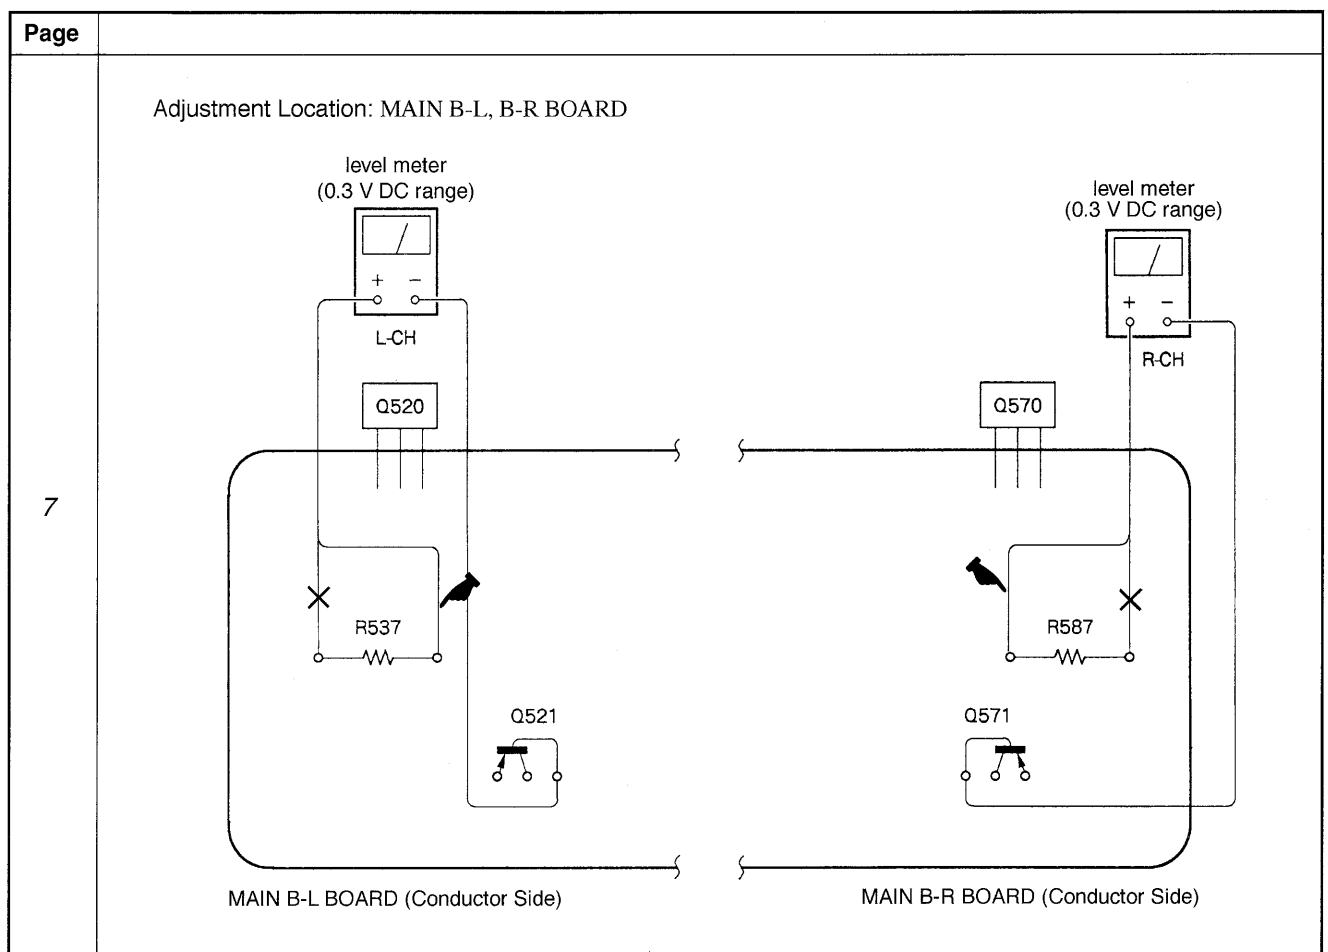 Page
7
Adjustment Location: MAIN B-L, B-R BOARD
level meter
(0.3 V DC range)
+ −
L-CH
level meter
(0.3 V DC range)
+ −
R-CH
Q520
Q570
R537
R587
Q521
Q571
MAIN B-L BOARD (Conductor Side)
MAIN B-R BOARD (Conductor Side)